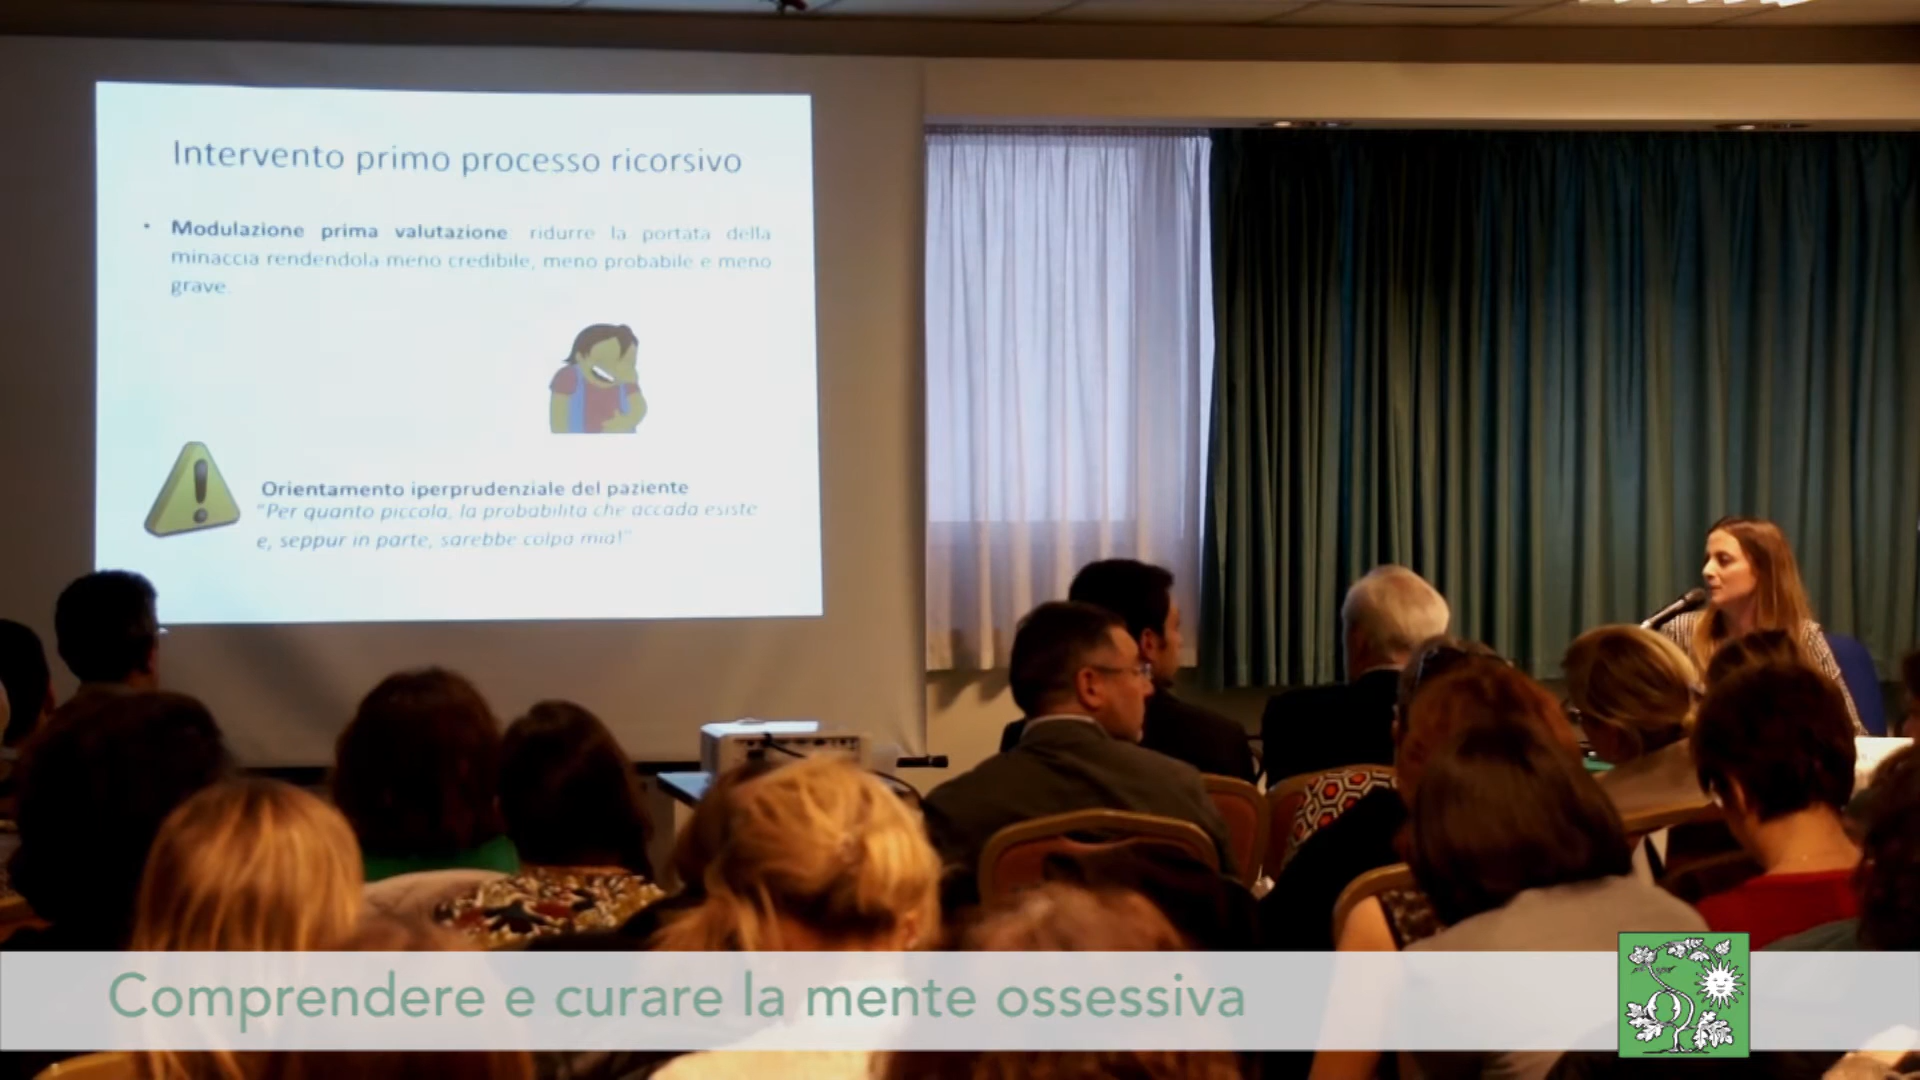 Intervento primo processo ricorsivo
• Modulazione prima valutazione ridurre la portata della
minaccia rendendola meno credibile, meno probabile e meno
grave.
Orientamento iperprudenziale del paziente
"Per quanto piccola, la probabilità che accada esiste
e, seppur in parte, sarebbe colpa mia!"
Comprendere e curare la mente ossessiva